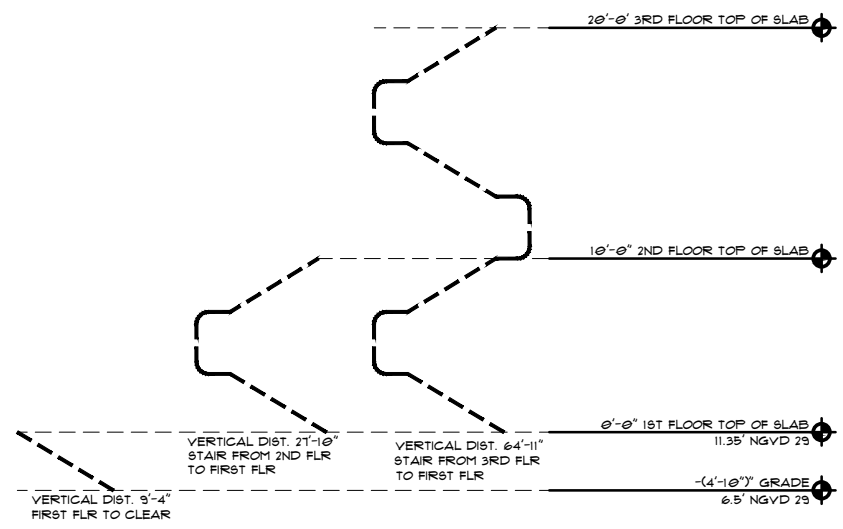 20'-0' 3RD FLOOR TOP OF SLAB
10'-0" 2ND FLOOR TOP OF SLAB
0'-0" 1ST FLOOR TOP OF SLAB
11.35' NGVD 29
VERTICAL DIST. 27'-10"
STAIR FROM 2ND FLR
TO FIRST FLR
VERTICAL DIST. 64'-11"
STAIR FROM 3RD FLR
TO FIRST FLR
-(4'-10")" GRADE
6.5' NGVD 29
VERTICAL DIST. 9'-4"
FIRST FLR TO CLEAR